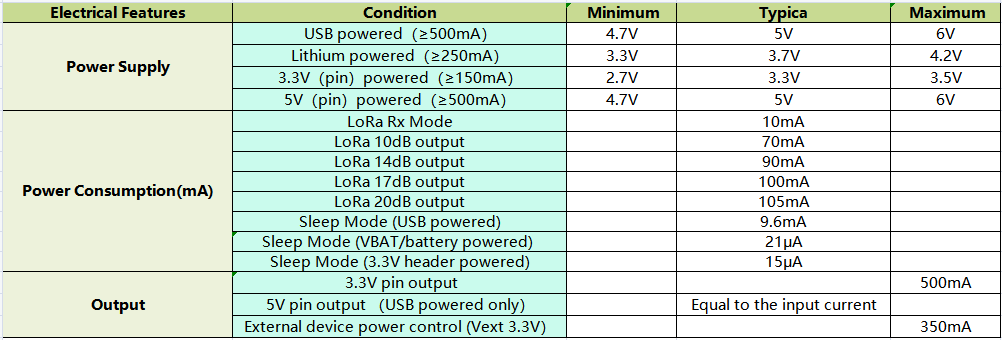 Electrical Features Condition Minimum Typica Maximum
Power Supply
USB powered（≥500mA） 4.7V 5V 6V
Lithium powered（≥250mA） 3.3V 3.7V 4.2V
3.3V（pin）powered（≥150mA） 2.7V 3.3V 3.5V
5V（pin）powered（≥500mA） 4.7V 5V 6V
Power Consumption(mA)
LoRa Rx Mode 10mA
LoRa 10dB output 70mA
LoRa 14dB output 90mA
LoRa 17dB output 100mA
LoRa 20dB output 105mA
Sleep Mode (USB powered) 9.6mA
Sleep Mode (VBAT/battery powered) 21μA
Sleep Mode (3.3V header powered) 15μA
Output
3.3V pin output 500mA
5V pin output （USB powered only) Equal to the input current
External device power control (Vext 3.3V) 350mA